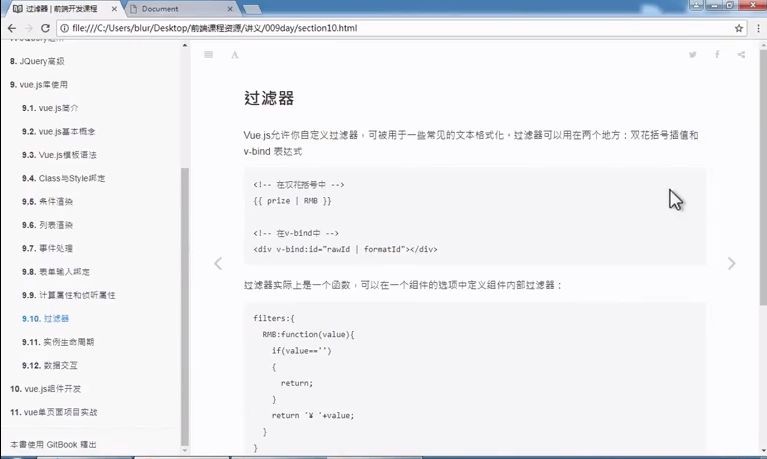 过滤器 | 前端开发课程
Document
file:///C:/Users/blur/Desktop/前端课程资源/讲义/009day/section10.html
8. JQuery高级
9. vue.js库使用
9.1. vue.js简介
9.2. vue.js基本概念
9.3. Vue.js模板语法
9.4. Class与Style绑定
9.5. 条件渲染
9.6. 列表渲染
9.7. 事件处理
9.8. 表单输入绑定
9.9. 计算属性和侦听属性
9.10. 过滤器
9.11. 实例生命周期
9.12. 数据交互
10. vue.js组件开发
11. vue单页面项目实战
本書使用 GitBook 釋出
A
过滤器
Vue.js允许你自定义过滤器，可被用于一些常见的文本格式化。过滤器可以用在两个地方：双花括号插值和
v-bind 表达式
<!-- 在双花括号中 -->
{{ prize | RMB }}
<!-- 在v-bind中 -->
<div v-bind:id="rawId | formatId"></div>
过滤器实际上是一个函数，可以在一个组件的选项中定义组件内部过滤器：
filters:{
RMB:function(value){
if(value=='')
{
return;
}
return '¥ '+value;
}
}